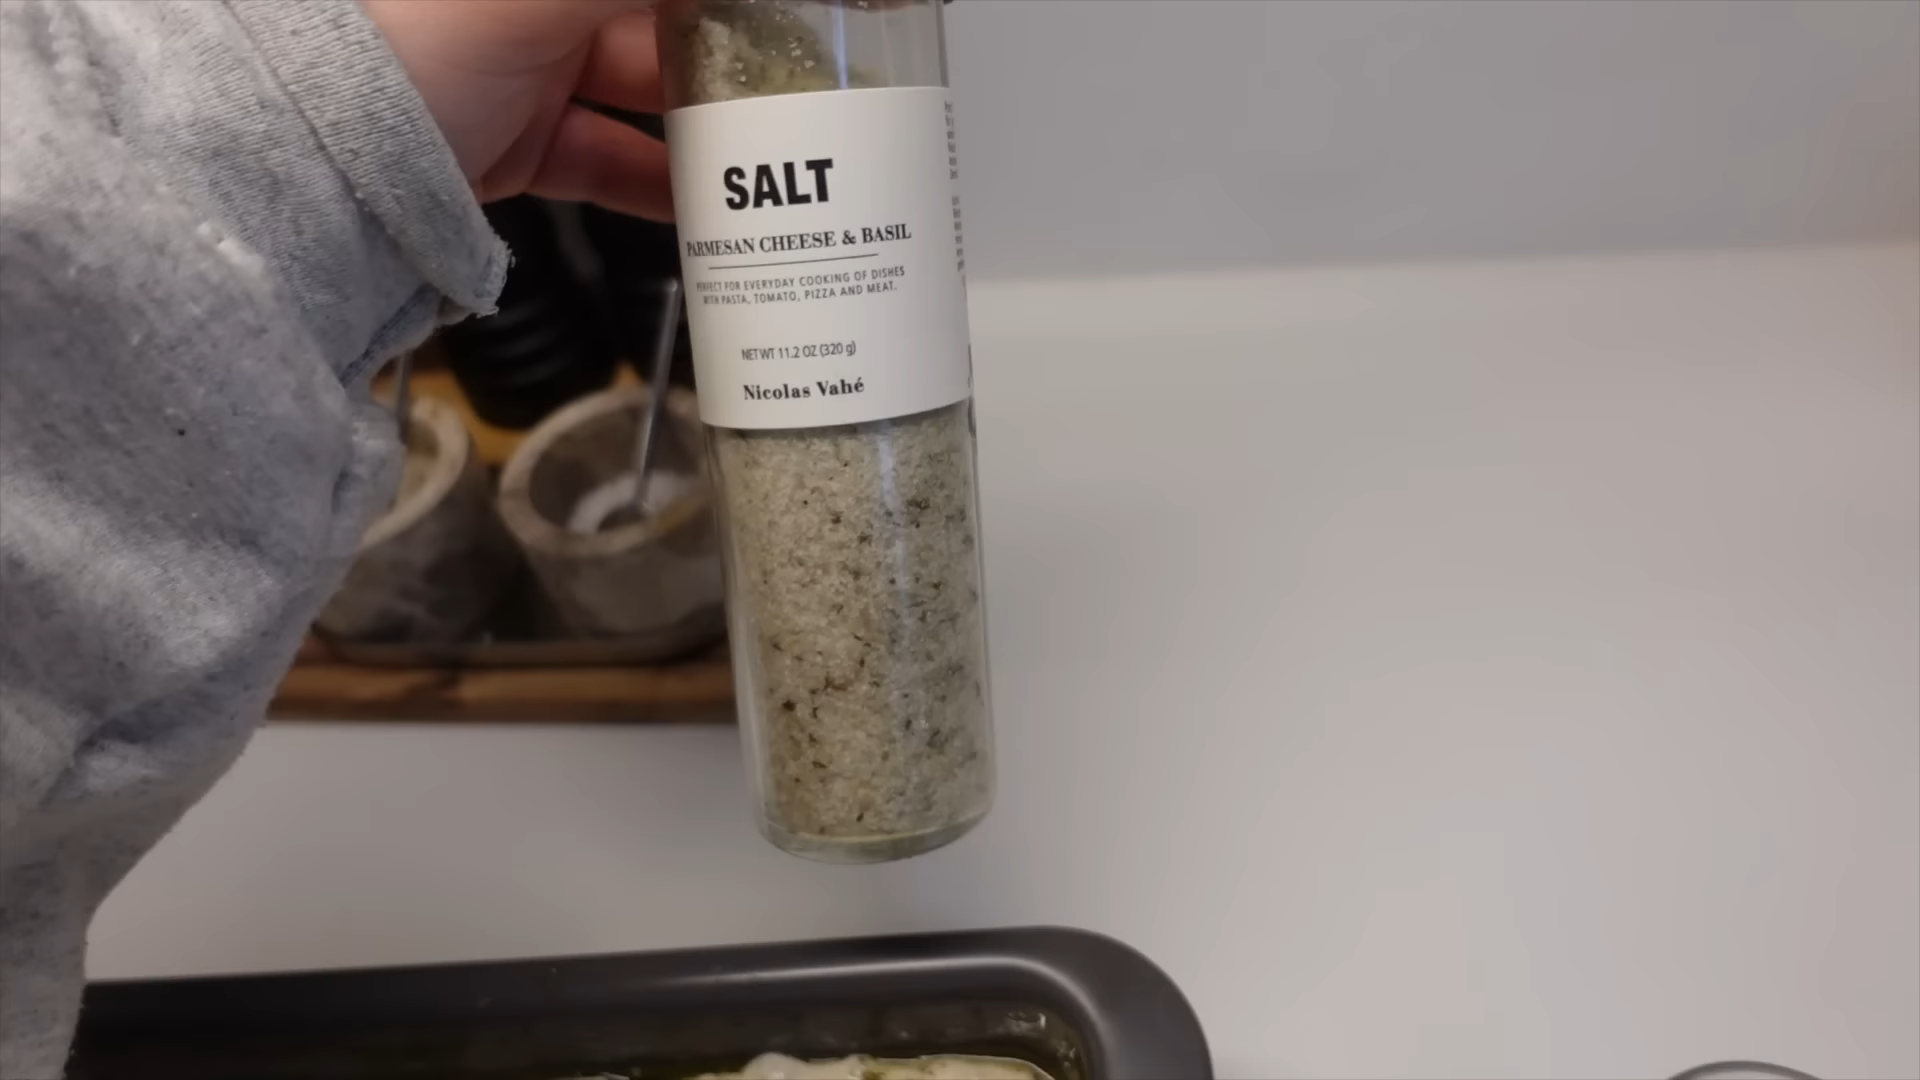 SALT
PARMESAN CHEESE & BASIL
PERFECT FOR EVERYDAY COOKING OF DISHES
WITH PASTA, TOMATO, PIZZA AND MEAT.
NET WT 11.2 OZ (320 g)
Nicolas Vahé